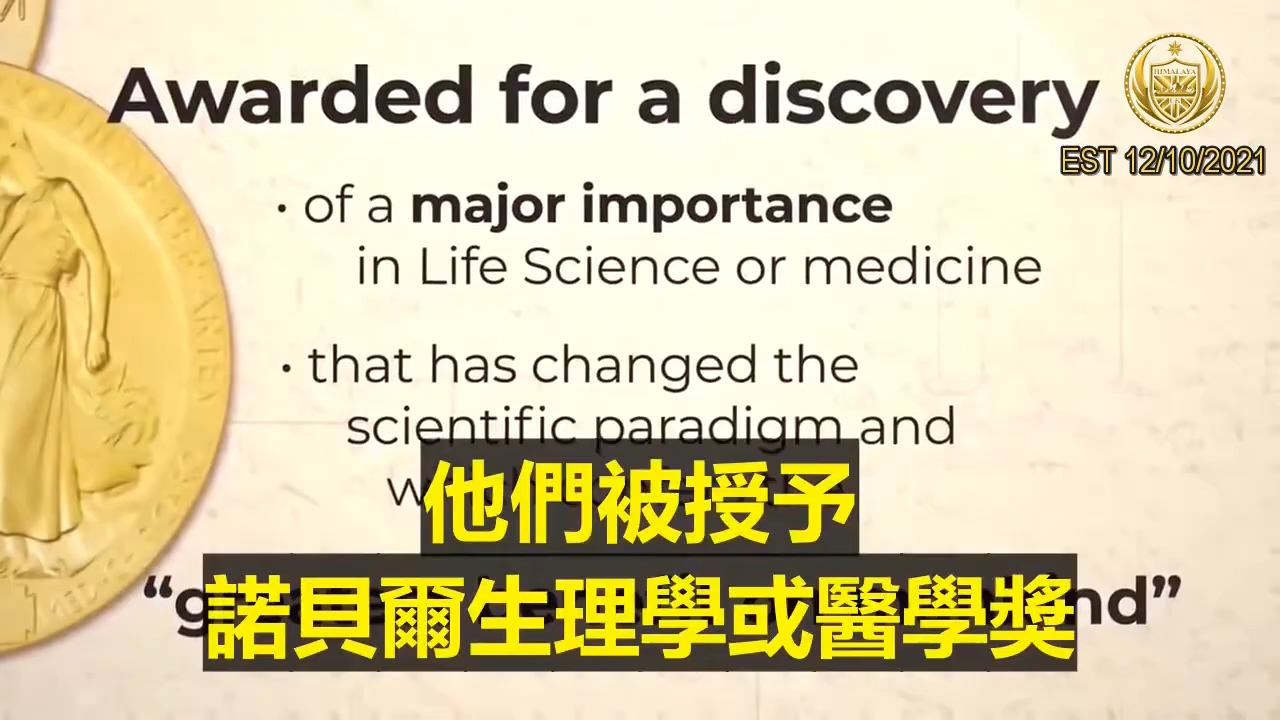 Awarded for a discovery
HIMALAYA
EST 12/10/2021
• of a major importance
in Life Science or medicine
• that has changed the
scientific paradigm and
他們被授予
諾貝爾生理學或醫學獎